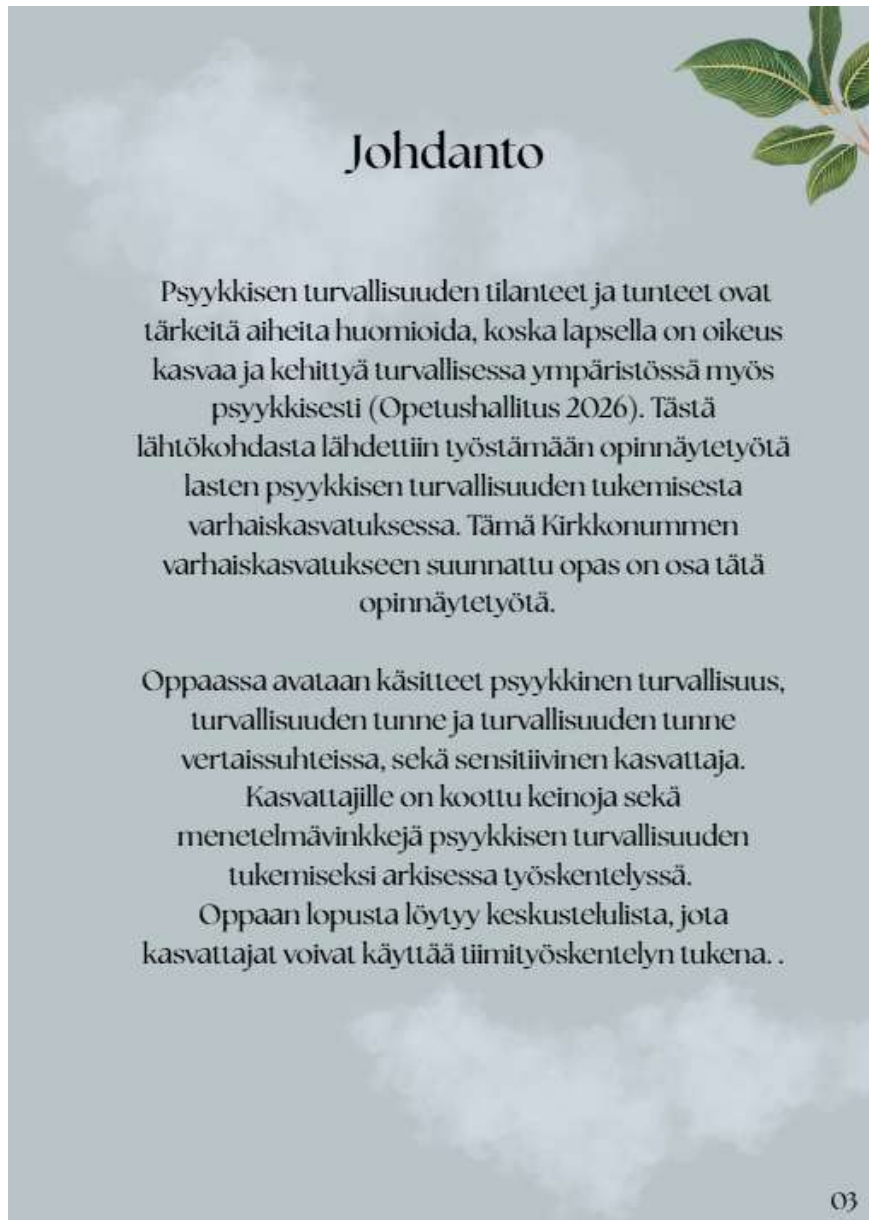 Johdanto
Psyykkisen turvallisuuden tilanteet ja tunteet ovat
tärkeitä aiheita huomioida, koska lapsella on oikeus
kasvaa ja kehittyä turvallisessa ympäristössä myös
psyykkisesti (Opetushallitus 2026). Tästä
lähtökohdasta lähdettiin työstämään opinnäytetyötä
lasten psyykkisen turvallisuuden tukemisesta
varhaiskasvatuksessa. Tämä Kirkkonummen
varhaiskasvatukseen suunnattu opas on osa tätä
opinnäytetyötä.
Oppaassa avataan käsitteet psyykkinen turvallisuus,
turvallisuuden tunne ja turvallisuuden tunne
vertaissuhteissa, sekä sensitiivinen kasvattaja.
Kasvattajille on koottu keinoja sekä
menetelmävinkkejä psyykkisen turvallisuuden
tukemiseksi arkisessa työskentelyssä.
Oppaan lopusta löytyy keskustelulista, jota
kasvattajat voivat käyttää tiimityöskentelyn tukena. .
03